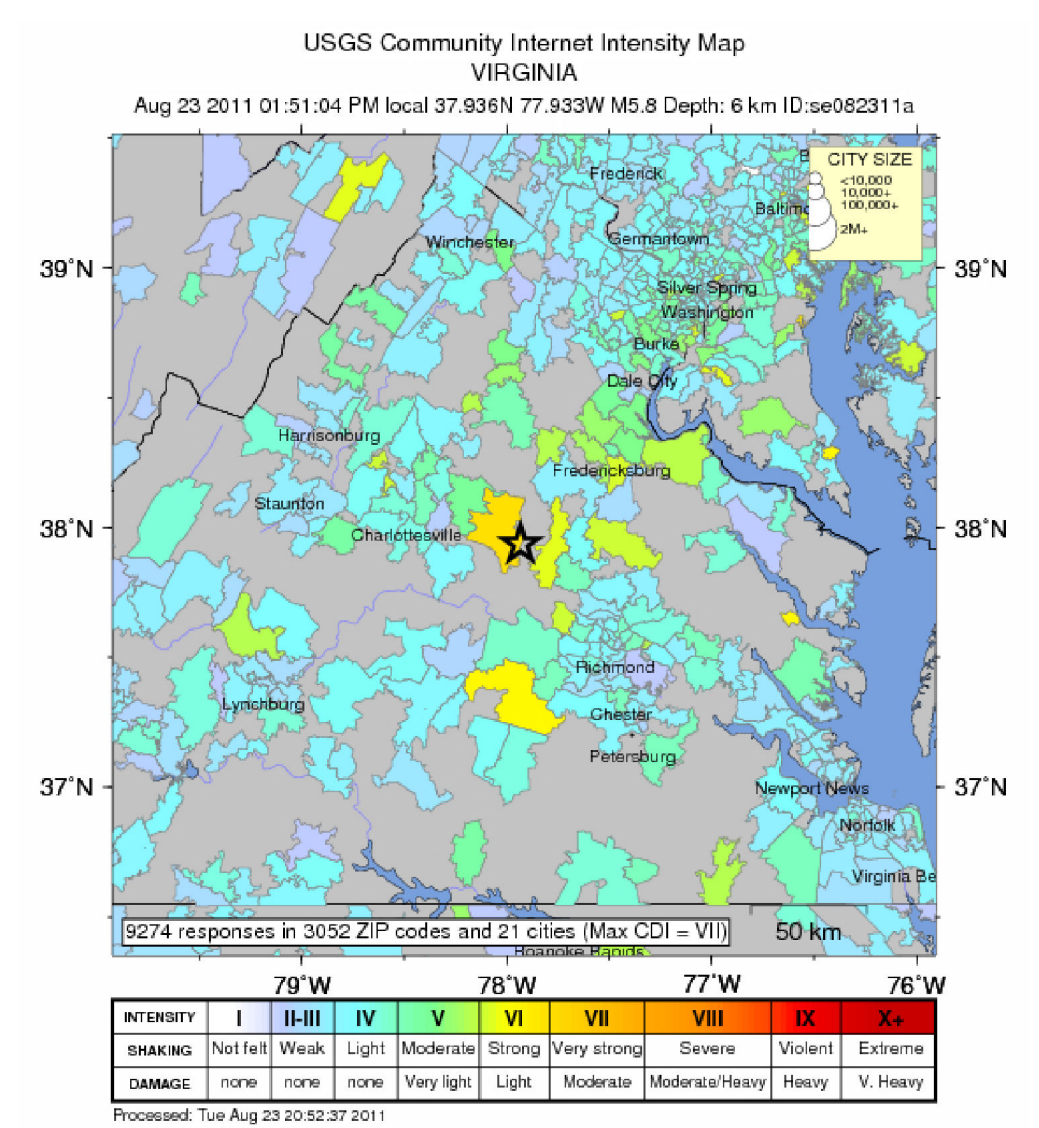 USGS Community Internet Intensity Map
VIRGINIA
Aug 23 2011 01:51:04 PM local 37.936N 77.933W M5.8 Depth: 6 km ID:se082311a
CITY SIZE
<10,000
10,000+
100,000+
2M+
B
Frederick
Baltimo
Winchester
Germantown
39˚N
39˚N
Silver Spring
Washington
Burke
Dale City
Harrisonburg
Fredericksburg
Staunton
38˚N
Charlottesville
38˚N
Richmond
Lynchburg
Chester
Petersburg
37˚N
Newport News
37˚N
Norfolk
Virginia Be
9274 responses in 3052 ZIP codes and 21 cities (Max CDI = VII)
50 km
Roanoke Rapids
79˚W 78˚W 77˚W 76˚W
INTENSITY I II-III IV V VI VII VIII IX X+
SHAKING Not felt Weak Light Moderate Strong Very strong Severe Violent Extreme
DAMAGE none none none Very light Light Moderate Moderate/Heavy Heavy V. Heavy
Processed: Tue Aug 23 20:52:37 2011